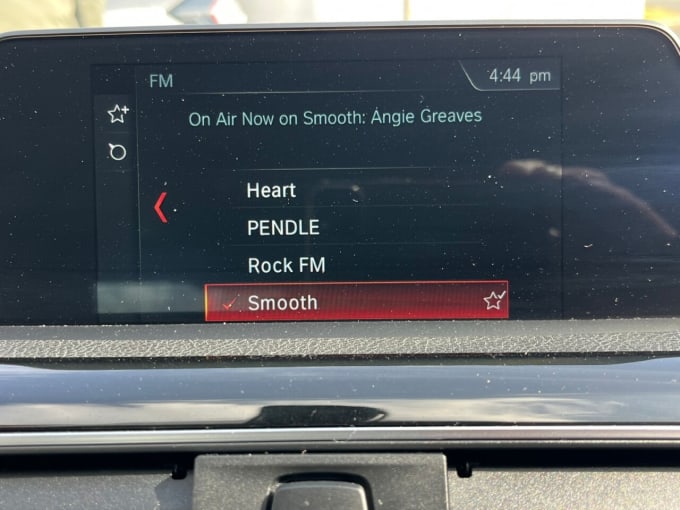 FM
4:44 pm
On Air Now on Smooth: Angie Greaves
Heart
PENDLE
Rock FM
Smooth